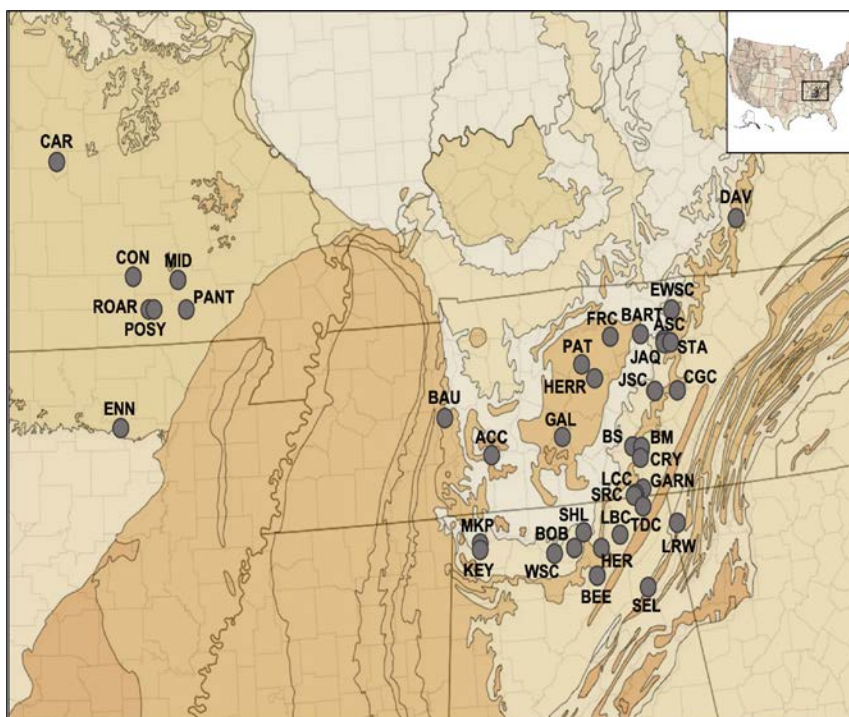 CAR
DAV
CON
MID
EWSC
ROAR
PANT
POSY
FRC
BART
ASC
PAT
JAQ
STA
HERR
JSC
CGC
BAU
ENN
GAL
ACC
BS
BM
CRY
LCC
GARN
SRC
MKP
SHL
LBC
TDC
BOB
LRW
KEY
WSC
HER
BEE
SEL